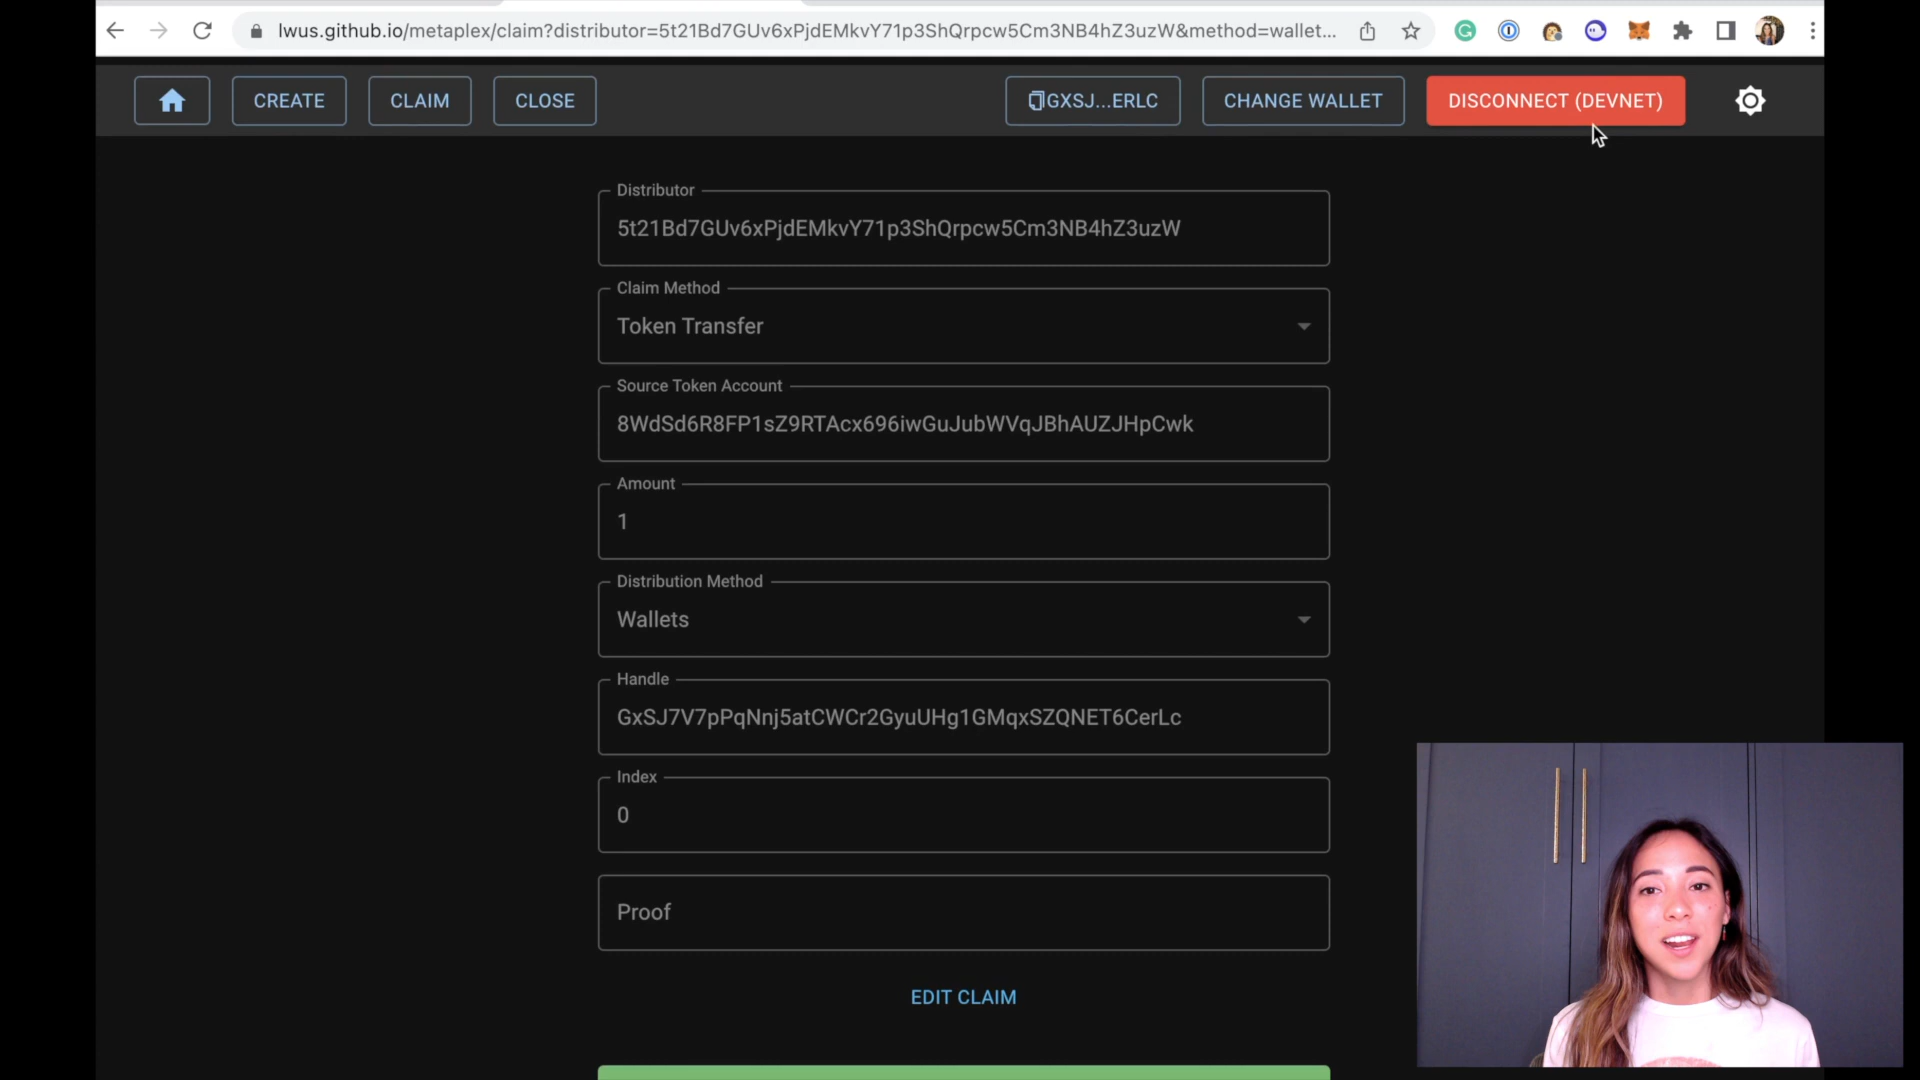 lwus.github.io/metaplex/claim?distributor=5t21Bd7GUv6xPjdEMkvY71p3ShQrpcw5Cm3NB4hZ3uzW&method=wallet...
CREATE
CLAIM
CLOSE
GXSJ...ERLC
CHANGE WALLET
DISCONNECT (DEVNET)
Distributor
5t21Bd7GUv6xPjdEMkvY71p3ShQrpcw5Cm3NB4hZ3uzW
Claim Method
Token Transfer
Source Token Account
8WdSd6R8FP1sZ9RTAcx696iwGuJubWVqJBhAUZJHpCwk
Amount
1
Distribution Method
Wallets
Handle
GxSJ7V7pPqNnj5atCWCr2GyuUHg1GMqxSZQNET6CerLc
Index
0
Proof
EDIT CLAIM